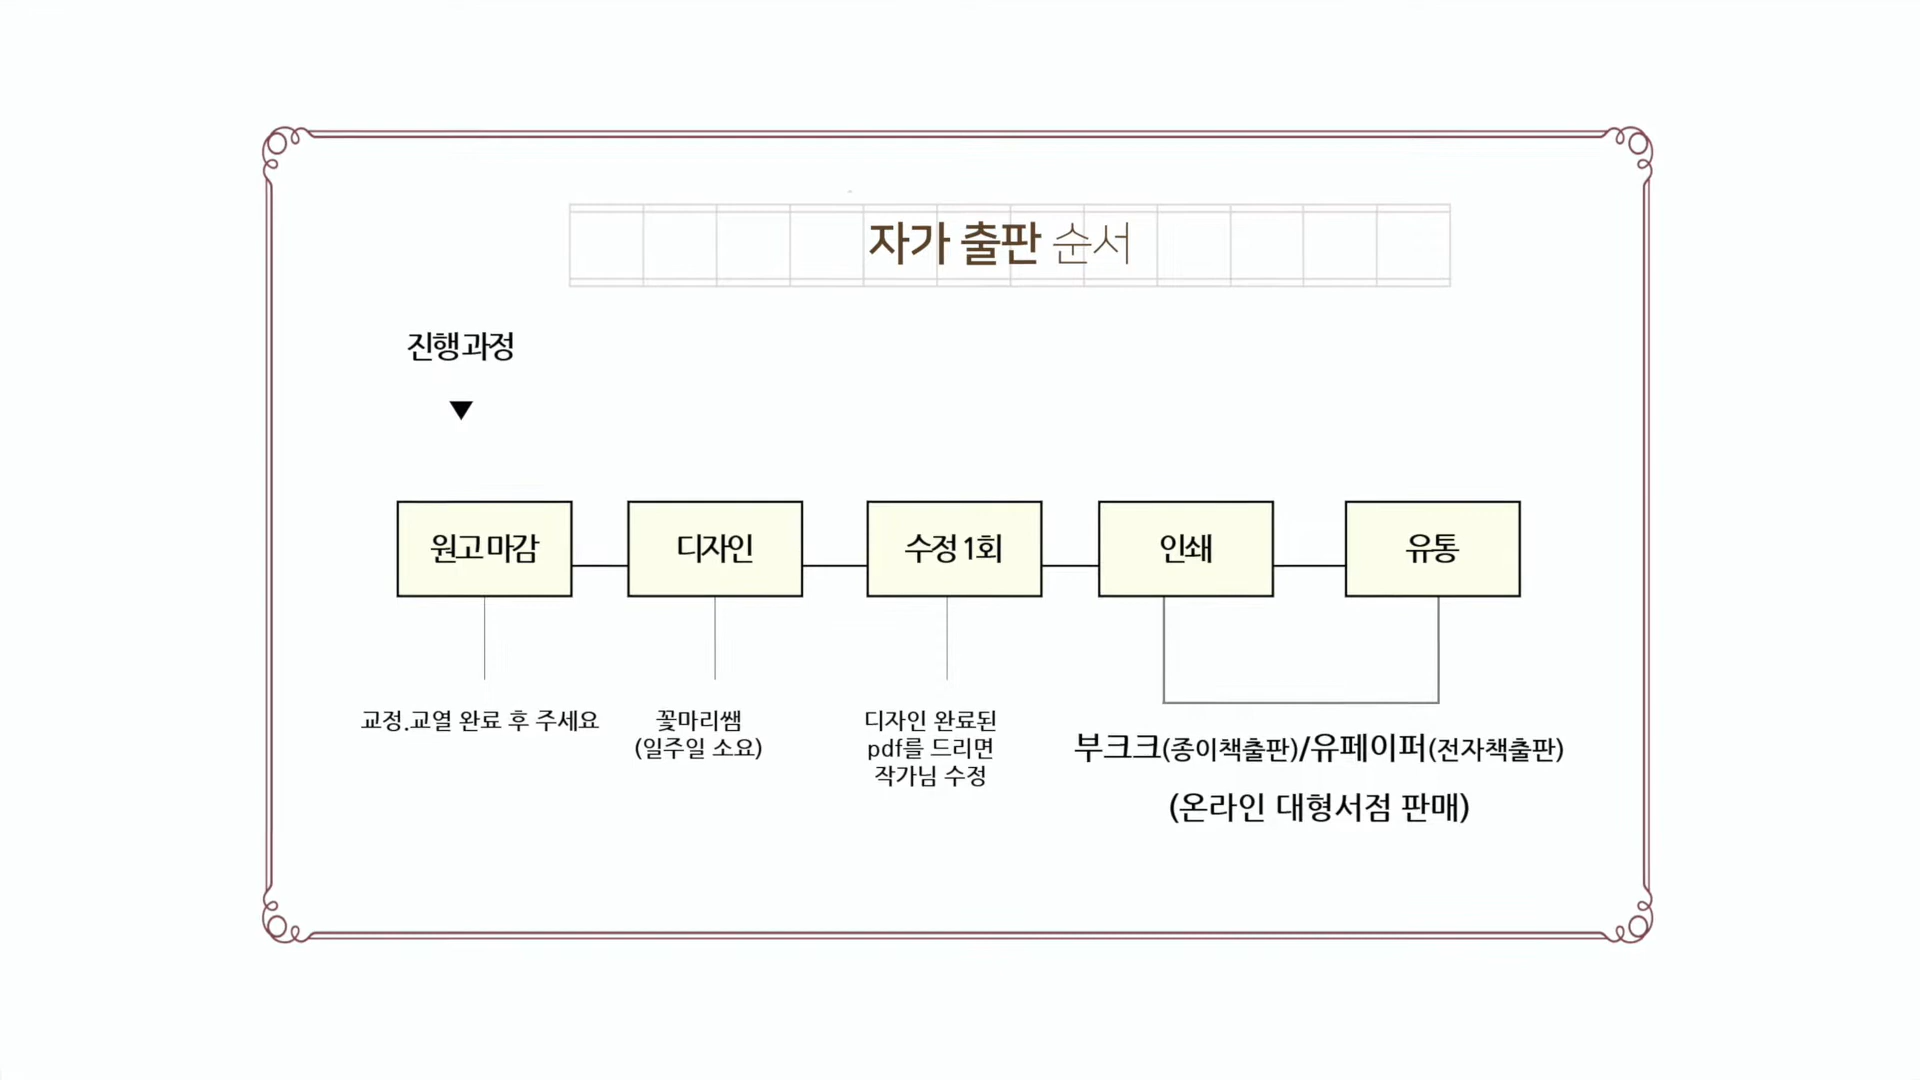 자가 출판 순서
진행과정
▼
원고 마감
디자인
수정 1회
인쇄
유통
교정.교열 완료 후 주세요
꽃마리쌤
(일주일 소요)
디자인 완료된
pdf를 드리면
작가님 수정
부크크(종이책출판)/유페이퍼(전자책출판)
(온라인 대형서점 판매)